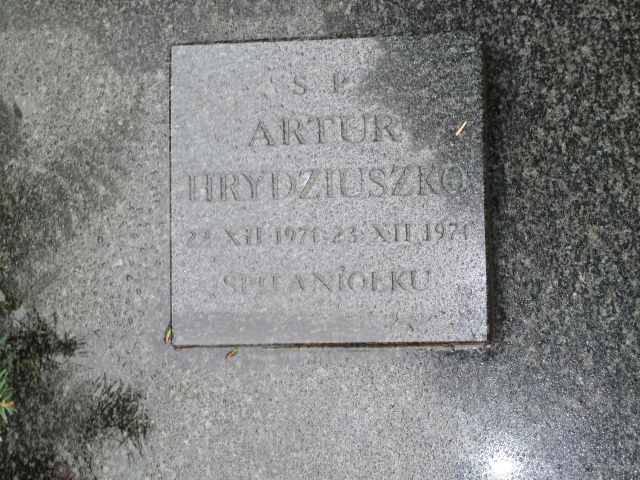 S P
ARTUR
HRYDZIUSZKO
22 XII 1971-23 XII 1971
ŚPIJ ANIOŁKU